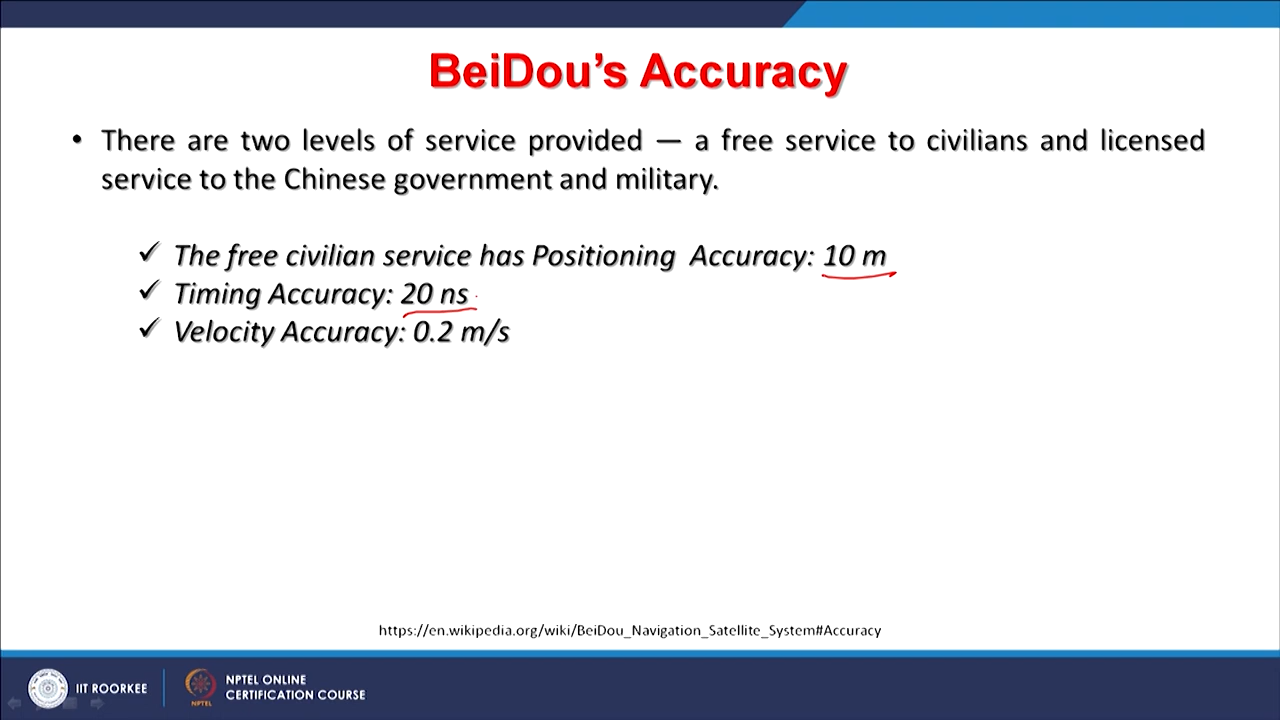 BeiDou’s Accuracy
• There are two levels of service provided — a free service to civilians and licensed
service to the Chinese government and military.
✓ The free civilian service has Positioning Accuracy: 10 m
✓ Timing Accuracy: 20 ns
✓ Velocity Accuracy: 0.2 m/s
https://en.wikipedia.org/wiki/BeiDou_Navigation_Satellite_System#Accuracy
IIT ROORKEE
NPTEL
NPTEL ONLINE
CERTIFICATION COURSE